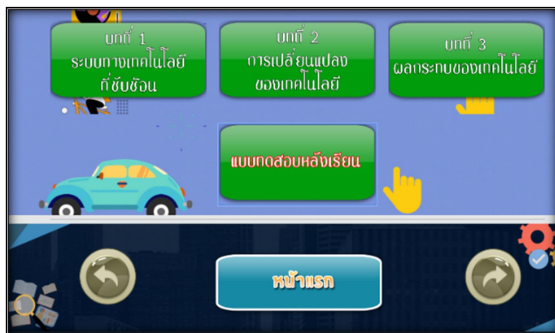 บทที่ 1
ระบบทางเทคโนโลยี
ที่ซับซ้อน
บทที่ 2
การเปลี่ยนแปลง
ของเทคโนโลยี
บทที่ 3
ผลกระทบของเทคโนโลยี
แบบทดสอบหลังเรียน
หน้าแรก